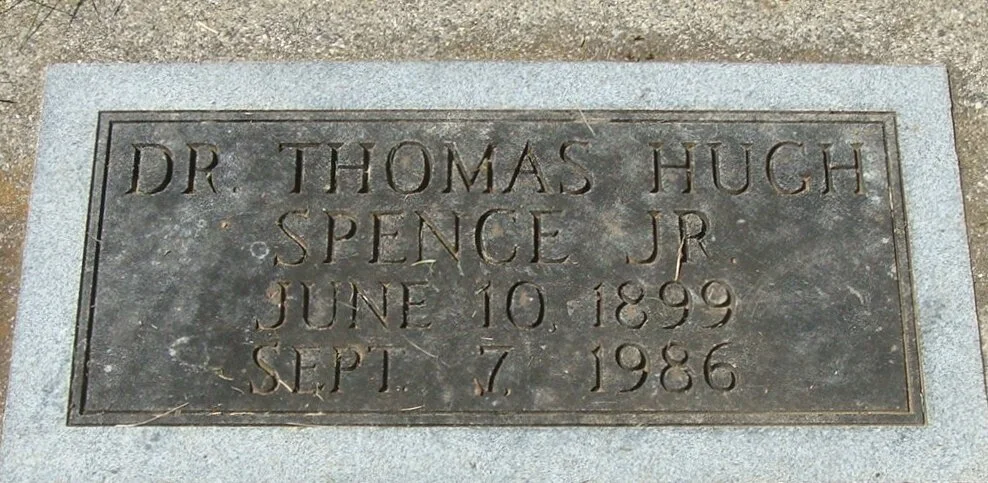 DR. THOMAS HUGH
SPENCE JR.
JUNE 10, 1899
SEPT. 7, 1986